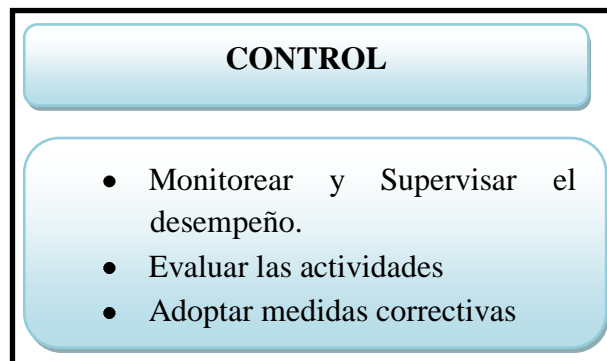 CONTROL
• Monitorear y Supervisar el
desempeño.
• Evaluar las actividades
• Adoptar medidas correctivas